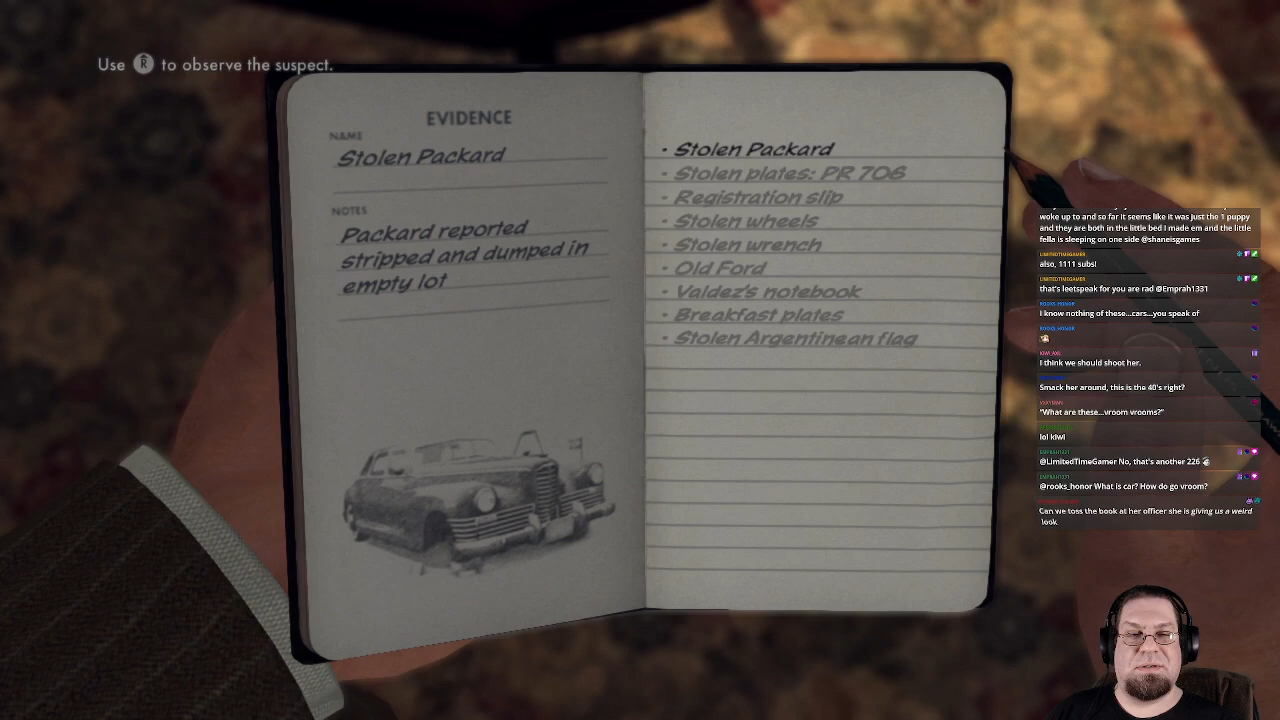 Use R to observe the suspect.
EVIDENCE
NAME
Stolen Packard
NOTES
Packard reported
stripped and dumped in
empty lot
• Stolen Packard
• Stolen plates: PR 706
• Registration slip
• Stolen wheels
• Stolen wrench
• Old Ford
• Valdez's notebook
• Breakfast plates
• Stolen Argentinean flag
woke up to and so far it seems like it was just the 1 puppy
and they are both in the little bed I made em and the little
fella is sleeping on one side @shaneisgames
LIMITEDTIMEGAMER
also, 1111 subs!
LIMITEDTIMEGAMER
that's leetspeak for you are rad @Emprah1331
ROOKS_HONOR
I know nothing of these...cars...you speak of
ROOKS_HONOR
I think we should shoot her.
Smack her around, this is the 40's right?
"What are these...vroom vrooms?"
lol kiwi
EMPRAH1331
@LimitedTimeGamer No, that's another 226
EMPRAH1331
@rooks_honor What is car? How do go vroom?
Can we toss the book at her officer she is giving us a weird
look.